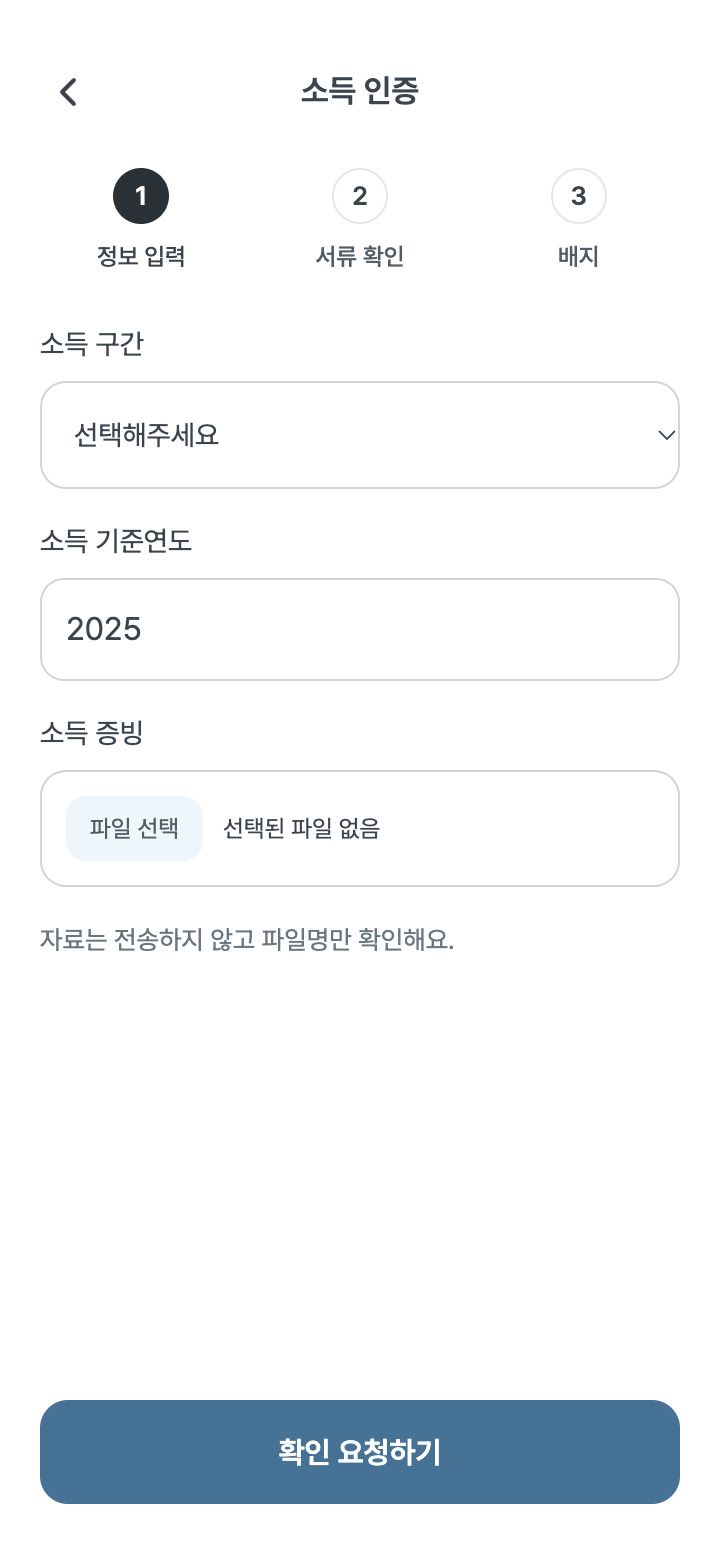 소득 인증
1 2 3
정보 입력 서류 확인 배지
소득 구간
선택해주세요
소득 기준연도
2025
소득 증빙
파일 선택 선택된 파일 없음
자료는 전송하지 않고 파일명만 확인해요.
확인 요청하기